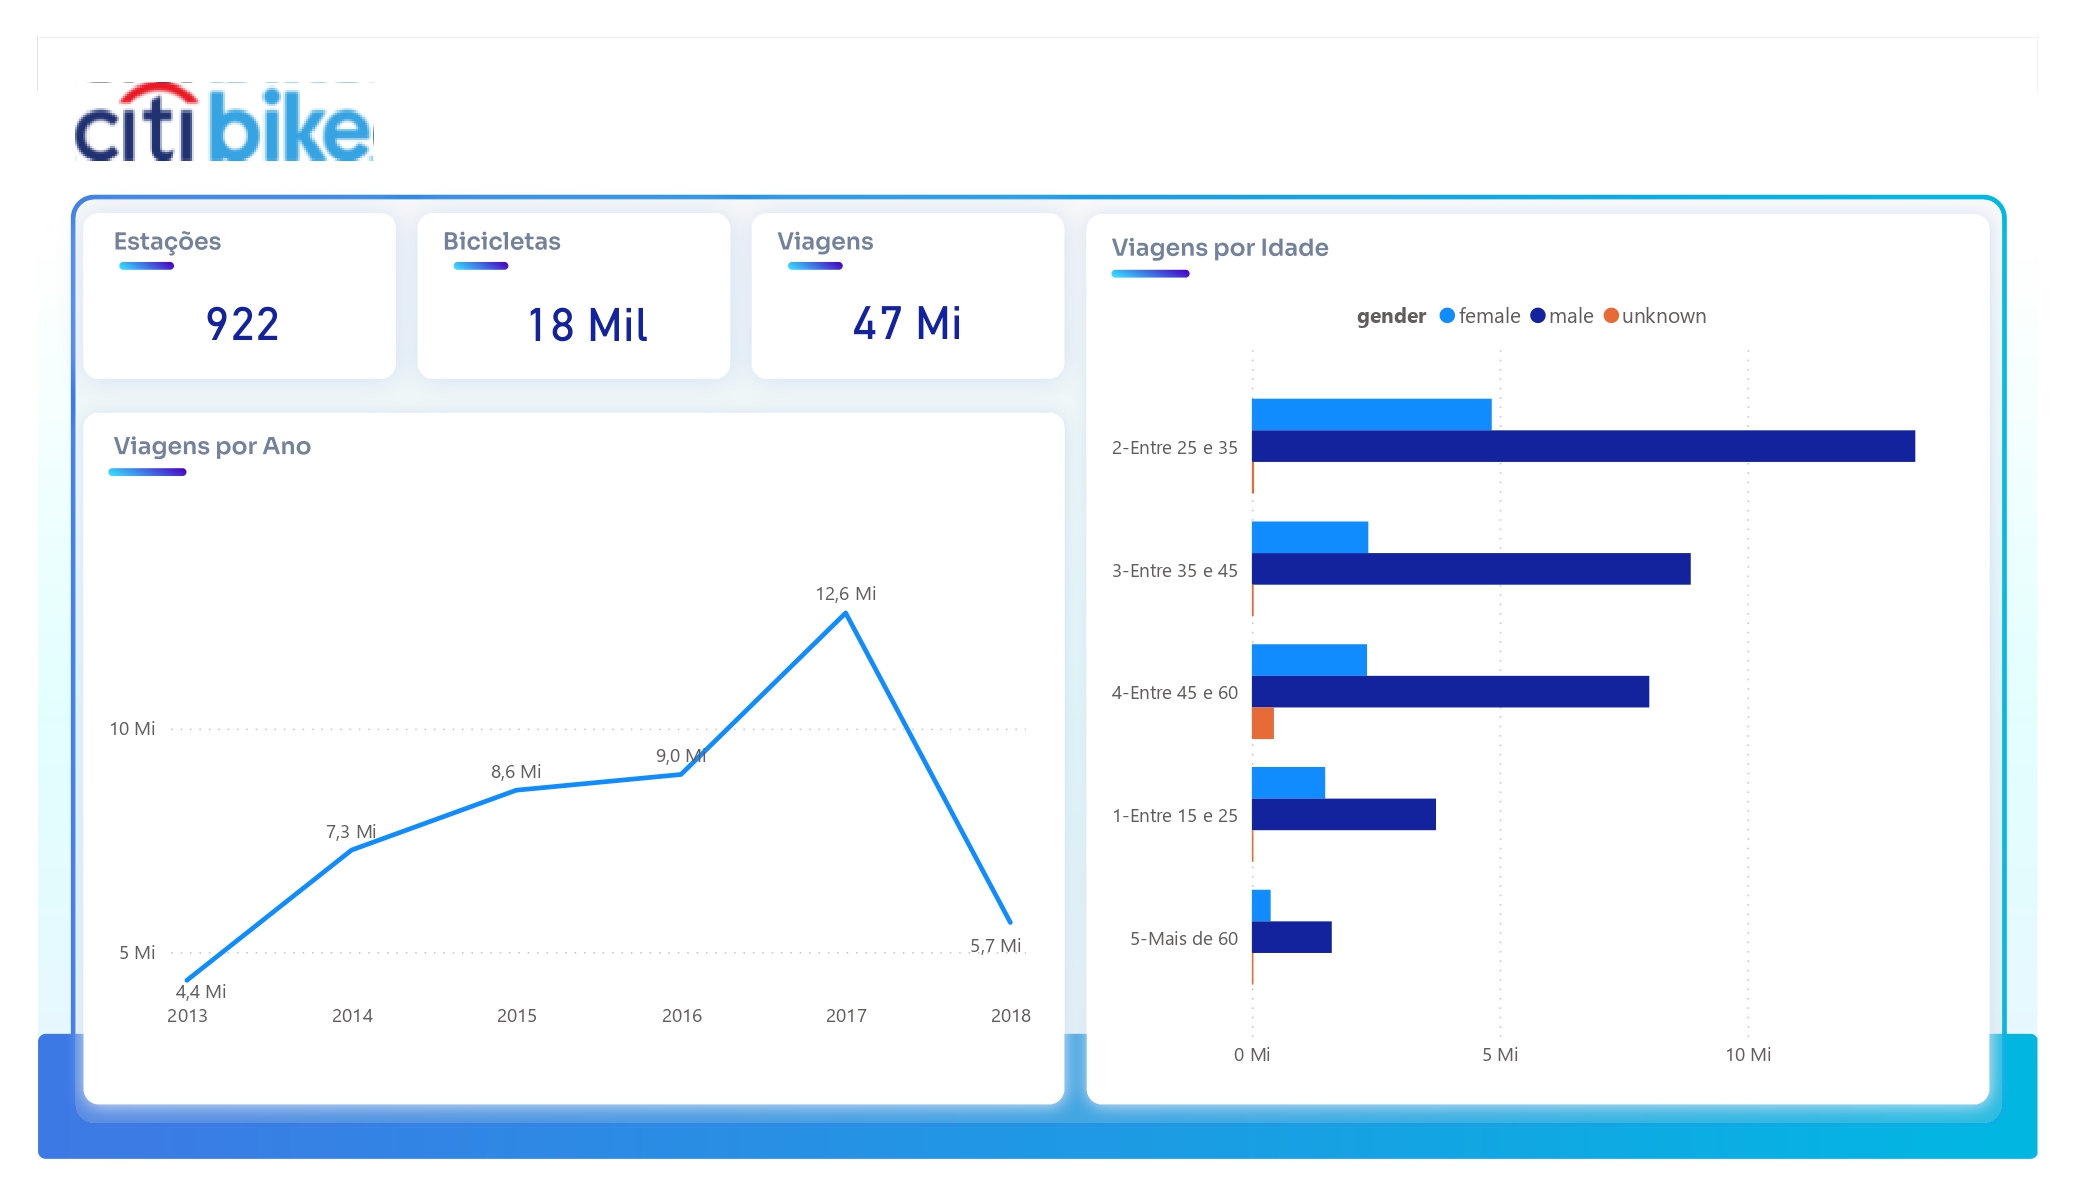 citi bike
Estações
922
Bicicletas
18 Mil
Viagens
47 Mi
Viagens por Ano
10 Mi
5 Mi
4,4 Mi
7,3 Mi
8,6 Mi
9,0 Mi
12,6 Mi
5,7 Mi
2013 2014 2015 2016 2017 2018
Viagens por Idade
gender female male unknown
2-Entre 25 e 35
3-Entre 35 e 45
4-Entre 45 e 60
1-Entre 15 e 25
5-Mais de 60
0 Mi 5 Mi 10 Mi